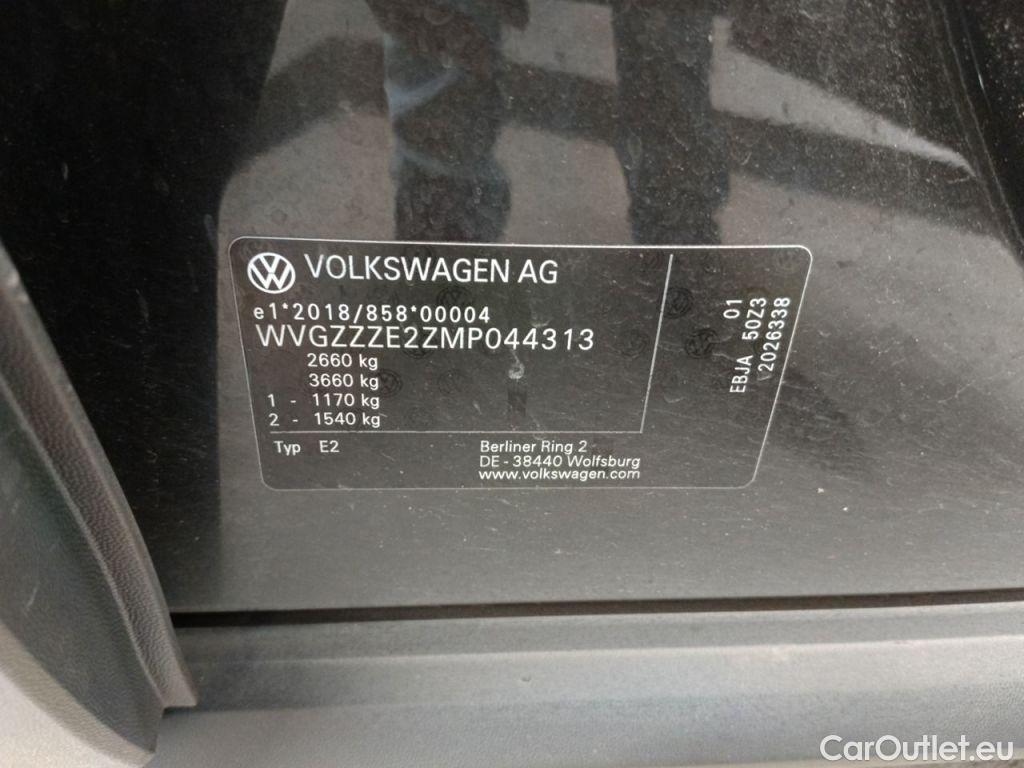 VOLKSWAGEN AG
e1*2018/858*00004
WVGZZZE2ZMP044313
2660 kg
3660 kg
1 - 1170 kg
2 - 1540 kg
Typ E2
Berliner Ring 2
DE - 38440 Wolfsburg
www.volkswagen.com
01
EBJA 50Z3
2026338
CarOutlet.eu